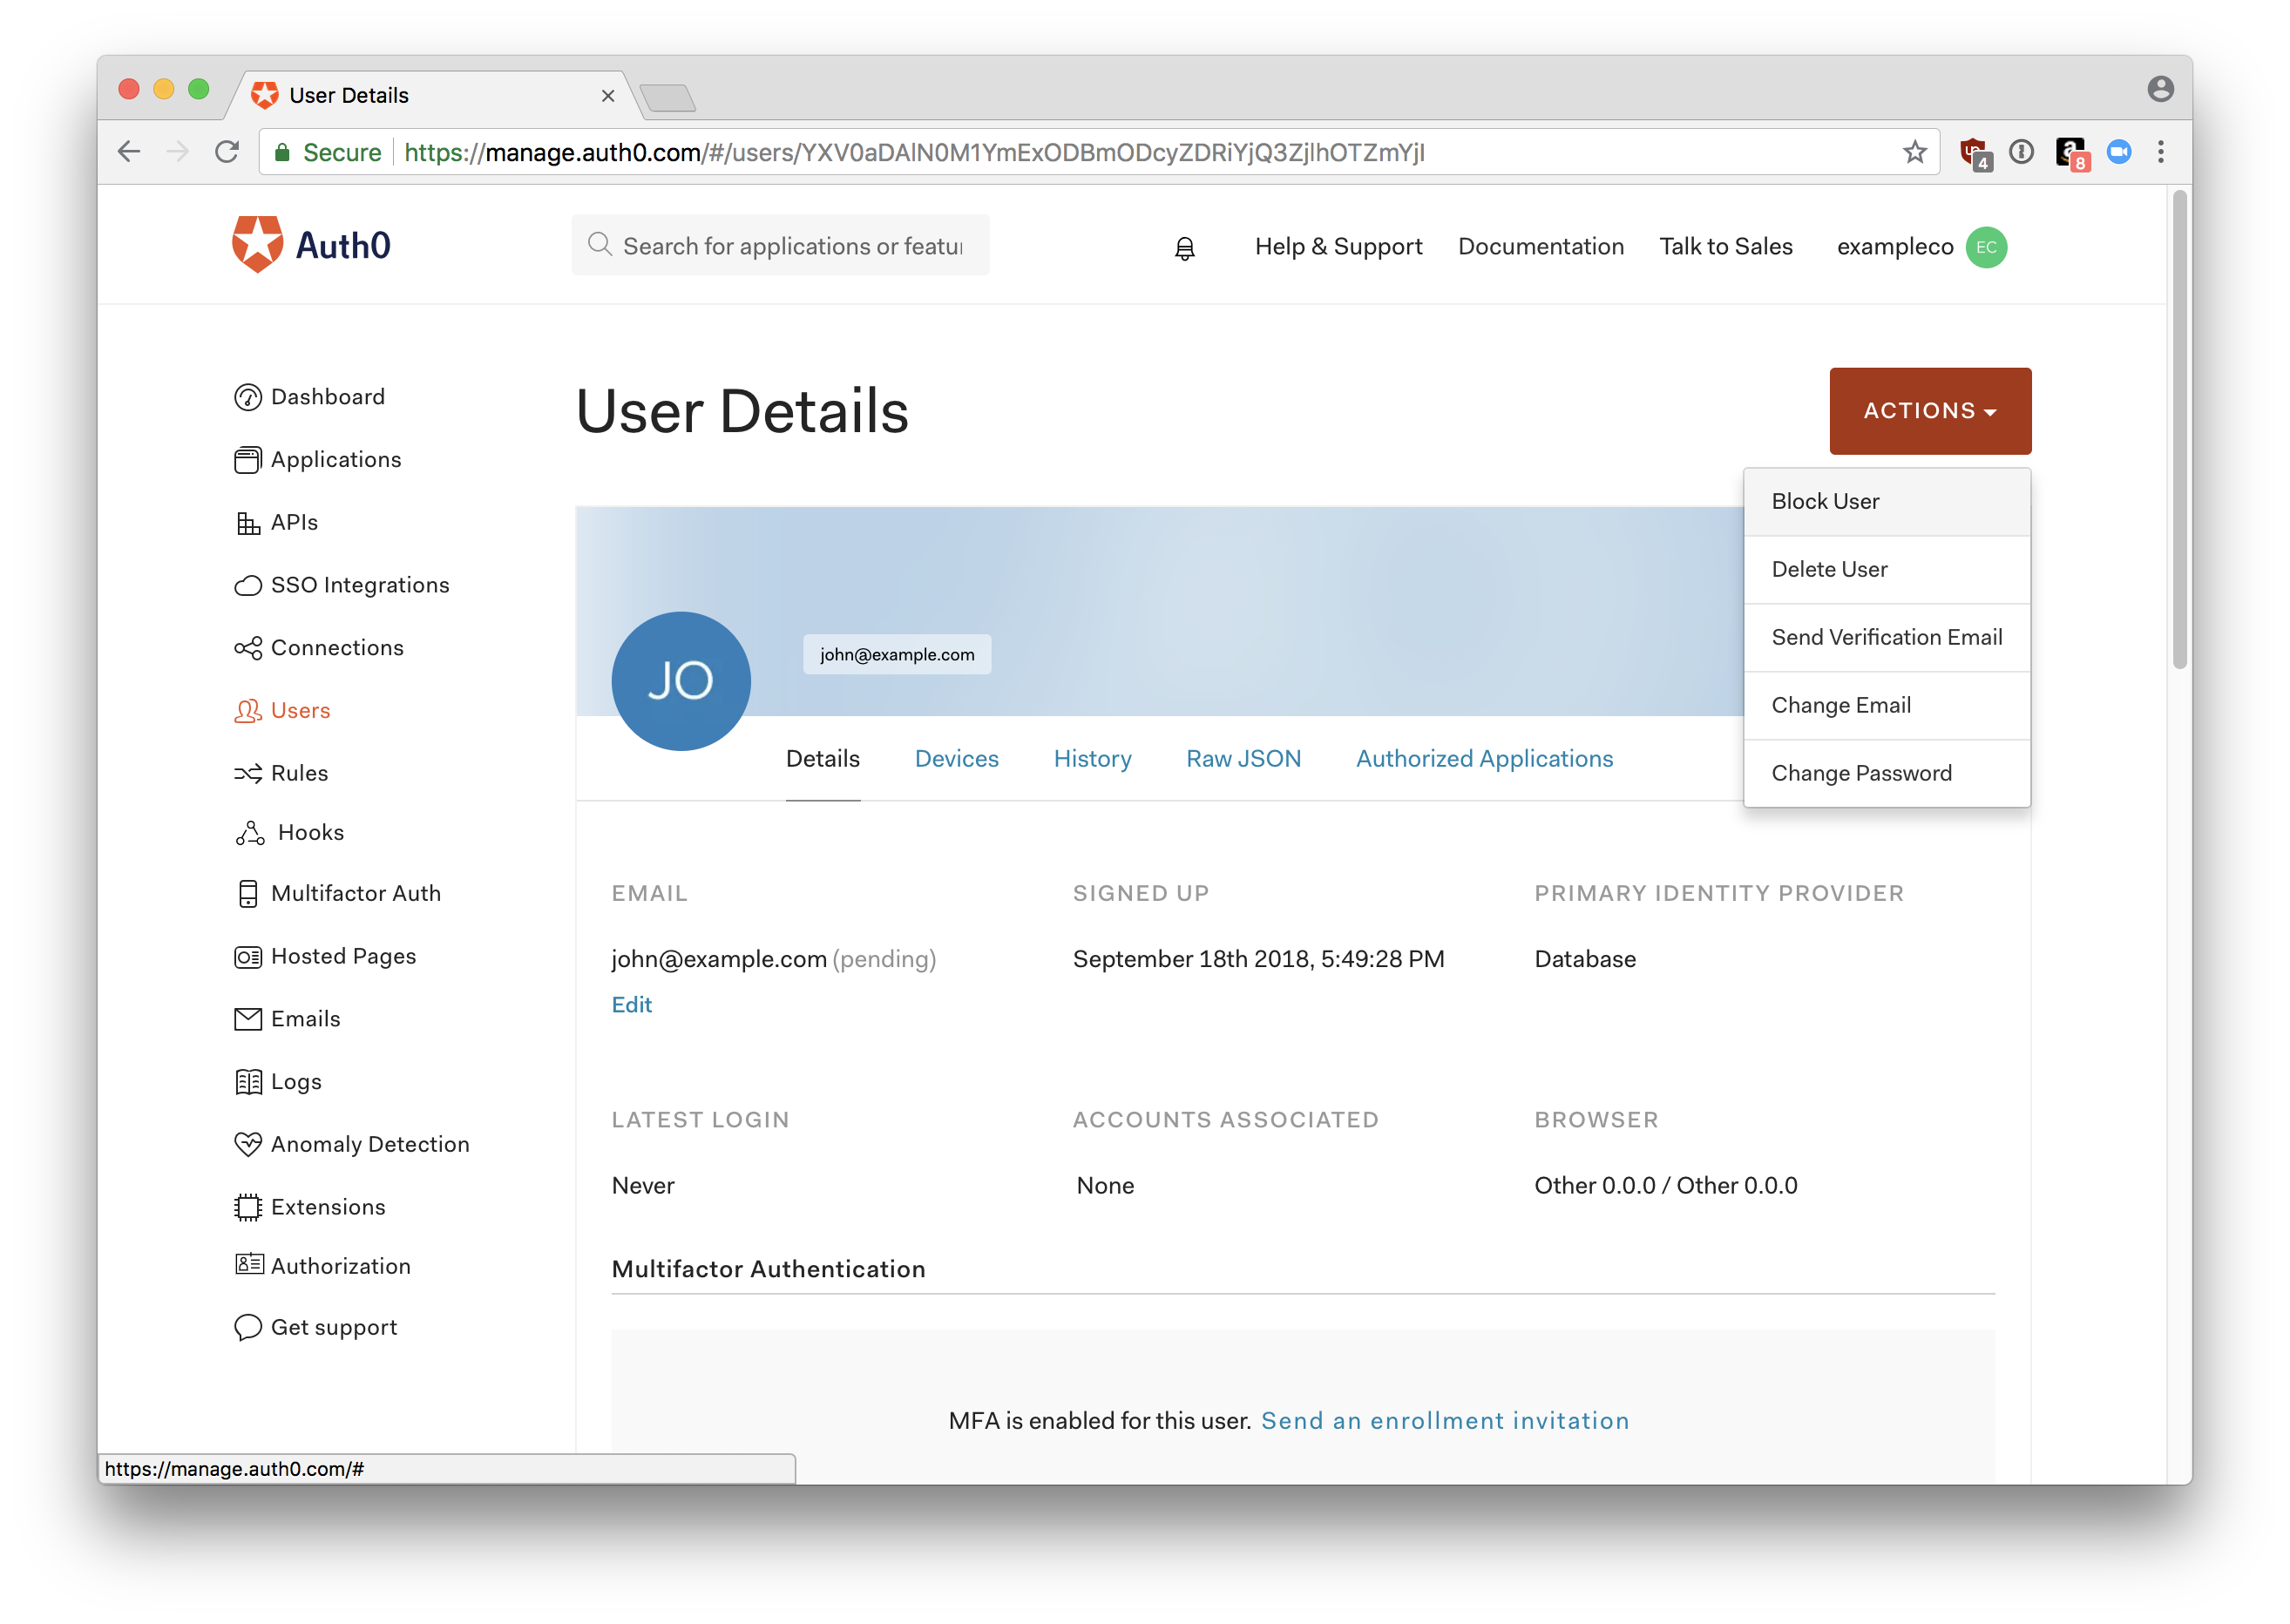 User Details
Secure https://manage.auth0.com/#/users/YXV0aDAlN0M1YmExODBmODcyZDRiYjQ3ZjlhOTZmYjI
4
8
Auth0
Search for applications or featur
Help & Support
Documentation
Talk to Sales
exampleco
EC
Dashboard
Applications
APIs
SSO Integrations
Connections
Users
Rules
Hooks
Multifactor Auth
Hosted Pages
Emails
Logs
Anomaly Detection
Extensions
Authorization
Get support
User Details
ACTIONS
Block User
Delete User
Send Verification Email
Change Email
Change Password
JO
john@example.com
Details
Devices
History
Raw JSON
Authorized Applications
EMAIL
john@example.com (pending)
Edit
SIGNED UP
September 18th 2018, 5:49:28 PM
PRIMARY IDENTITY PROVIDER
Database
LATEST LOGIN
Never
ACCOUNTS ASSOCIATED
None
BROWSER
Other 0.0.0 / Other 0.0.0
Multifactor Authentication
MFA is enabled for this user. Send an enrollment invitation
https://manage.auth0.com/#